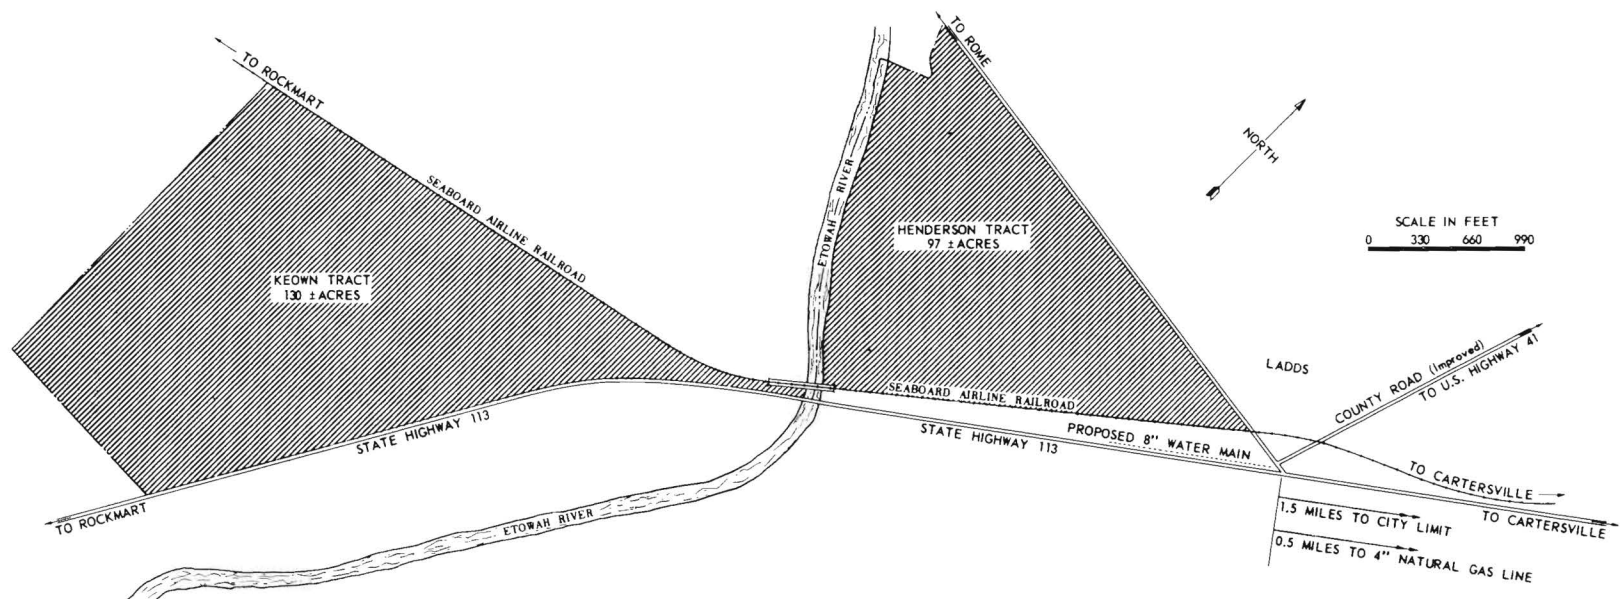 TO ROCKMART
SEABOARD AIRLINE RAILROAD
KEOWN TRACT
130 ± ACRES
STATE HIGHWAY 113
TO ROCKMART
ETOWAH RIVER
ETOWAH RIVER
TO ROME
HENDERSON TRACT
97 ± ACRES
SEABOARD AIRLINE RAILROAD
STATE HIGHWAY 113
PROPOSED 8" WATER MAIN
NORTH
SCALE IN FEET
0 330 660 990
LADDS
COUNTY ROAD (Improved)
TO U.S. HIGHWAY 41
TO CARTERSVILLE
TO CARTERSVILLE
1.5 MILES TO CITY LIMIT
0.5 MILES TO 4" NATURAL GAS LINE